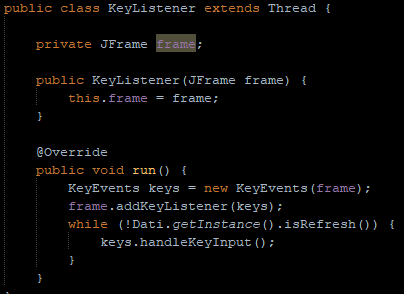 public class KeyListener extends Thread {
private JFrame frame;
public KeyListener(JFrame frame) {
this.frame = frame;
}
@Override
public void run() {
KeyEvents keys = new KeyEvents(frame);
frame.addKeyListener(keys);
while (!Dati.getInstance().isRefresh()) {
keys.handleKeyInput();
}
}